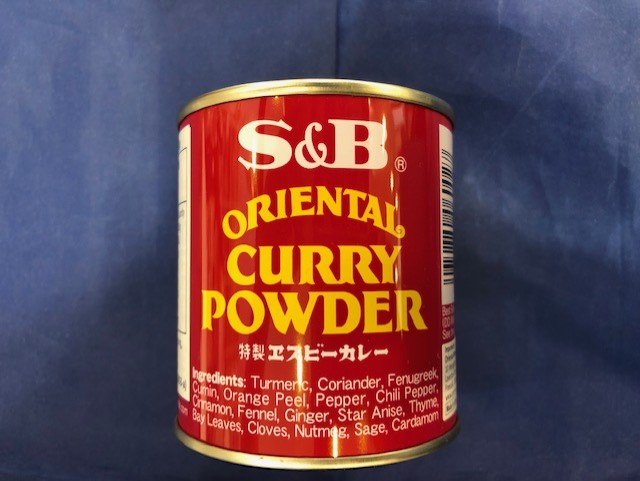 S&B®
ORIENTAL
CURRY
POWDER
特製 ヱスビーカレー
Ingredients: Turmeric, Coriander, Fenugreek,
Cumin, Orange Peel, Pepper, Chili Pepper,
Cinnamon, Fennel, Ginger, Star Anise, Thyme,
Bay Leaves, Cloves, Nutmeg, Sage, Cardamom